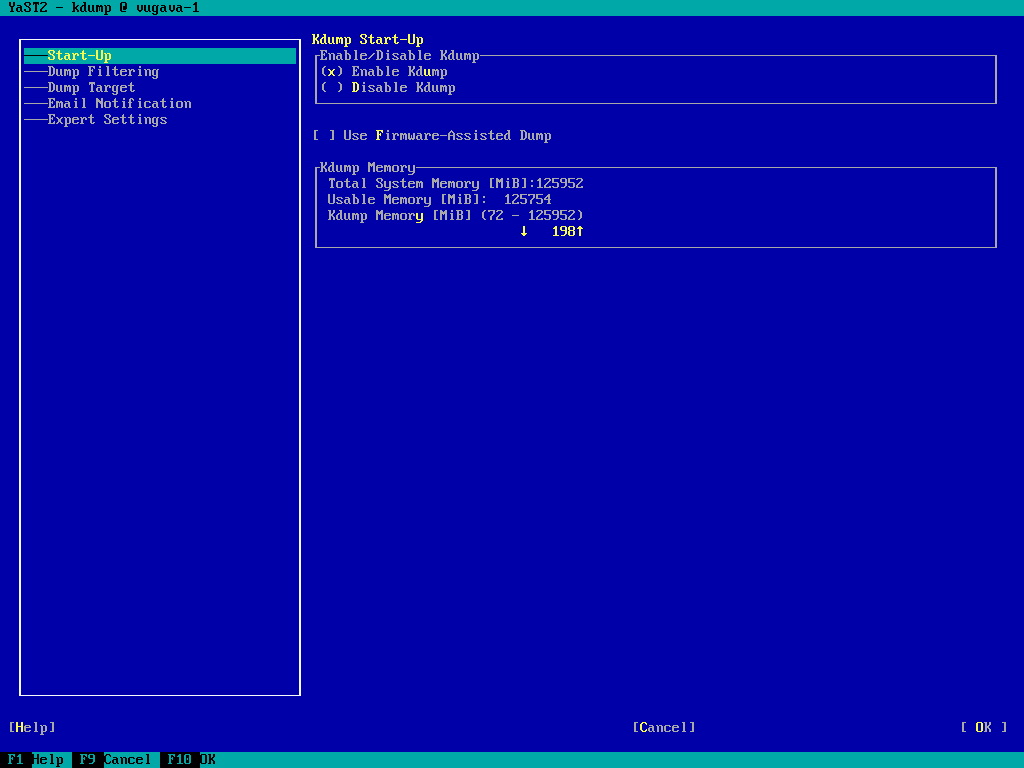 YaST2 - kdump @ vugava-1
Start-Up
Dump Filtering
Dump Target
Email Notification
Expert Settings
Kdump Start-Up
Enable/Disable Kdump
(x) Enable Kdump
( ) Disable Kdump
[ ] Use Firmware-Assisted Dump
Kdump Memory
Total System Memory [MiB]:125952
Usable Memory [MiB]:  125754
Kdump Memory [MiB] (72 - 125952)
↓   198↑
[Help]
[Cancel]
[ OK ]
F1 Help F9 Cancel F10 OK